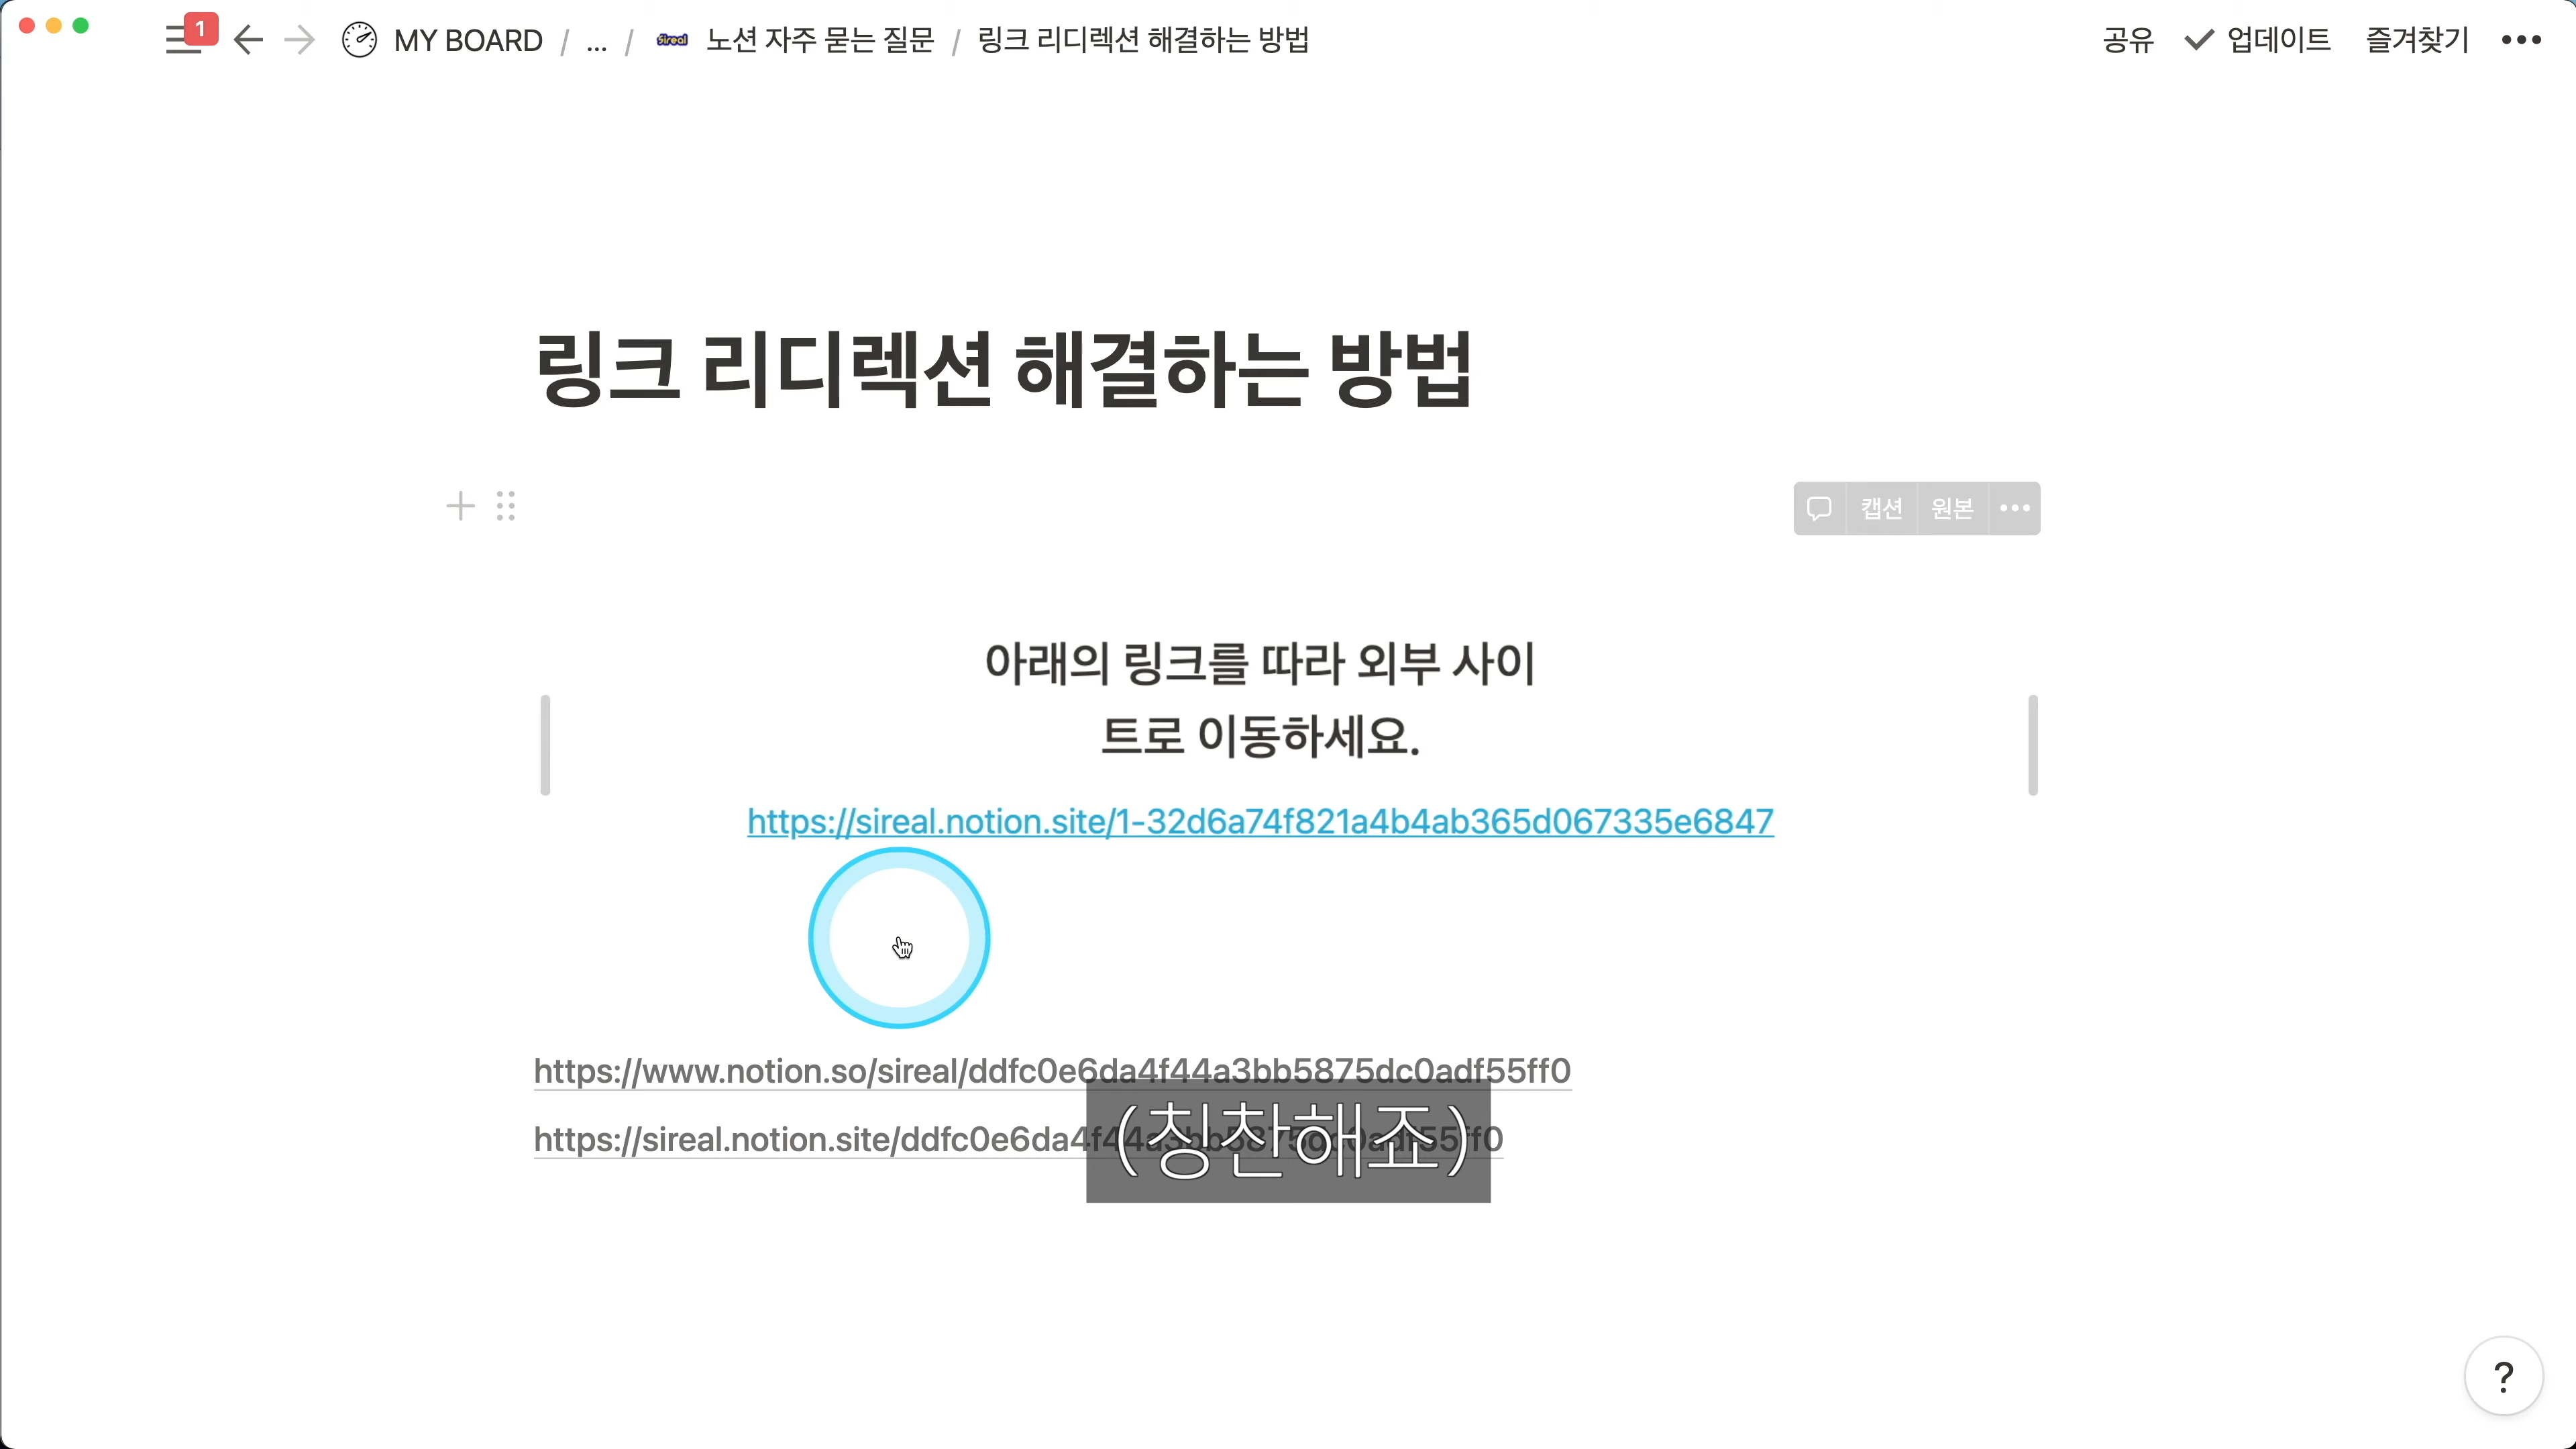 1
MY BOARD / ... / sireal 노션 자주 묻는 질문 / 링크 리디렉션 해결하는 방법
공유 업데이트 즐겨찾기
링크 리디렉션 해결하는 방법
캡션 원본
아래의 링크를 따라 외부 사이
트로 이동하세요.
https://sireal.notion.site/1-32d6a74f821a4b4ab365d067335e6847
https://www.notion.so/sireal/ddfc0e6da4f44a3bb5875dc0adf55ff0
https://sireal.notion.site/ddfc0e6da4f44a3bb5875dc0adf55ff0
(칭찬해죠)
?